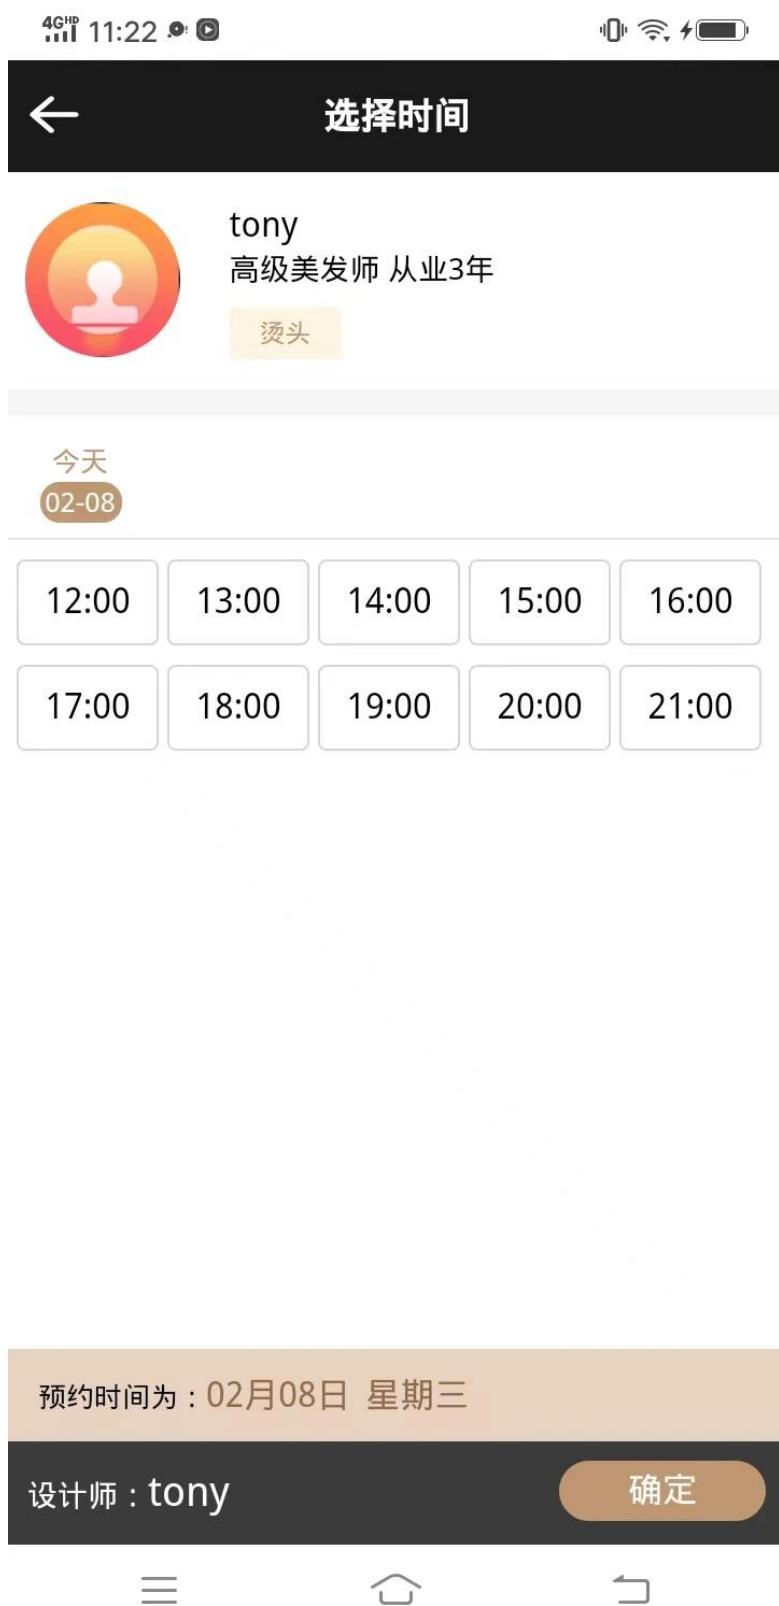 4GHD 11:22
选择时间
tony
高级美发师 从业3年
烫头
今天
02-08
12:00 13:00 14:00 15:00 16:00
17:00 18:00 19:00 20:00 21:00
预约时间为：02月08日 星期三
设计师：tony 确定